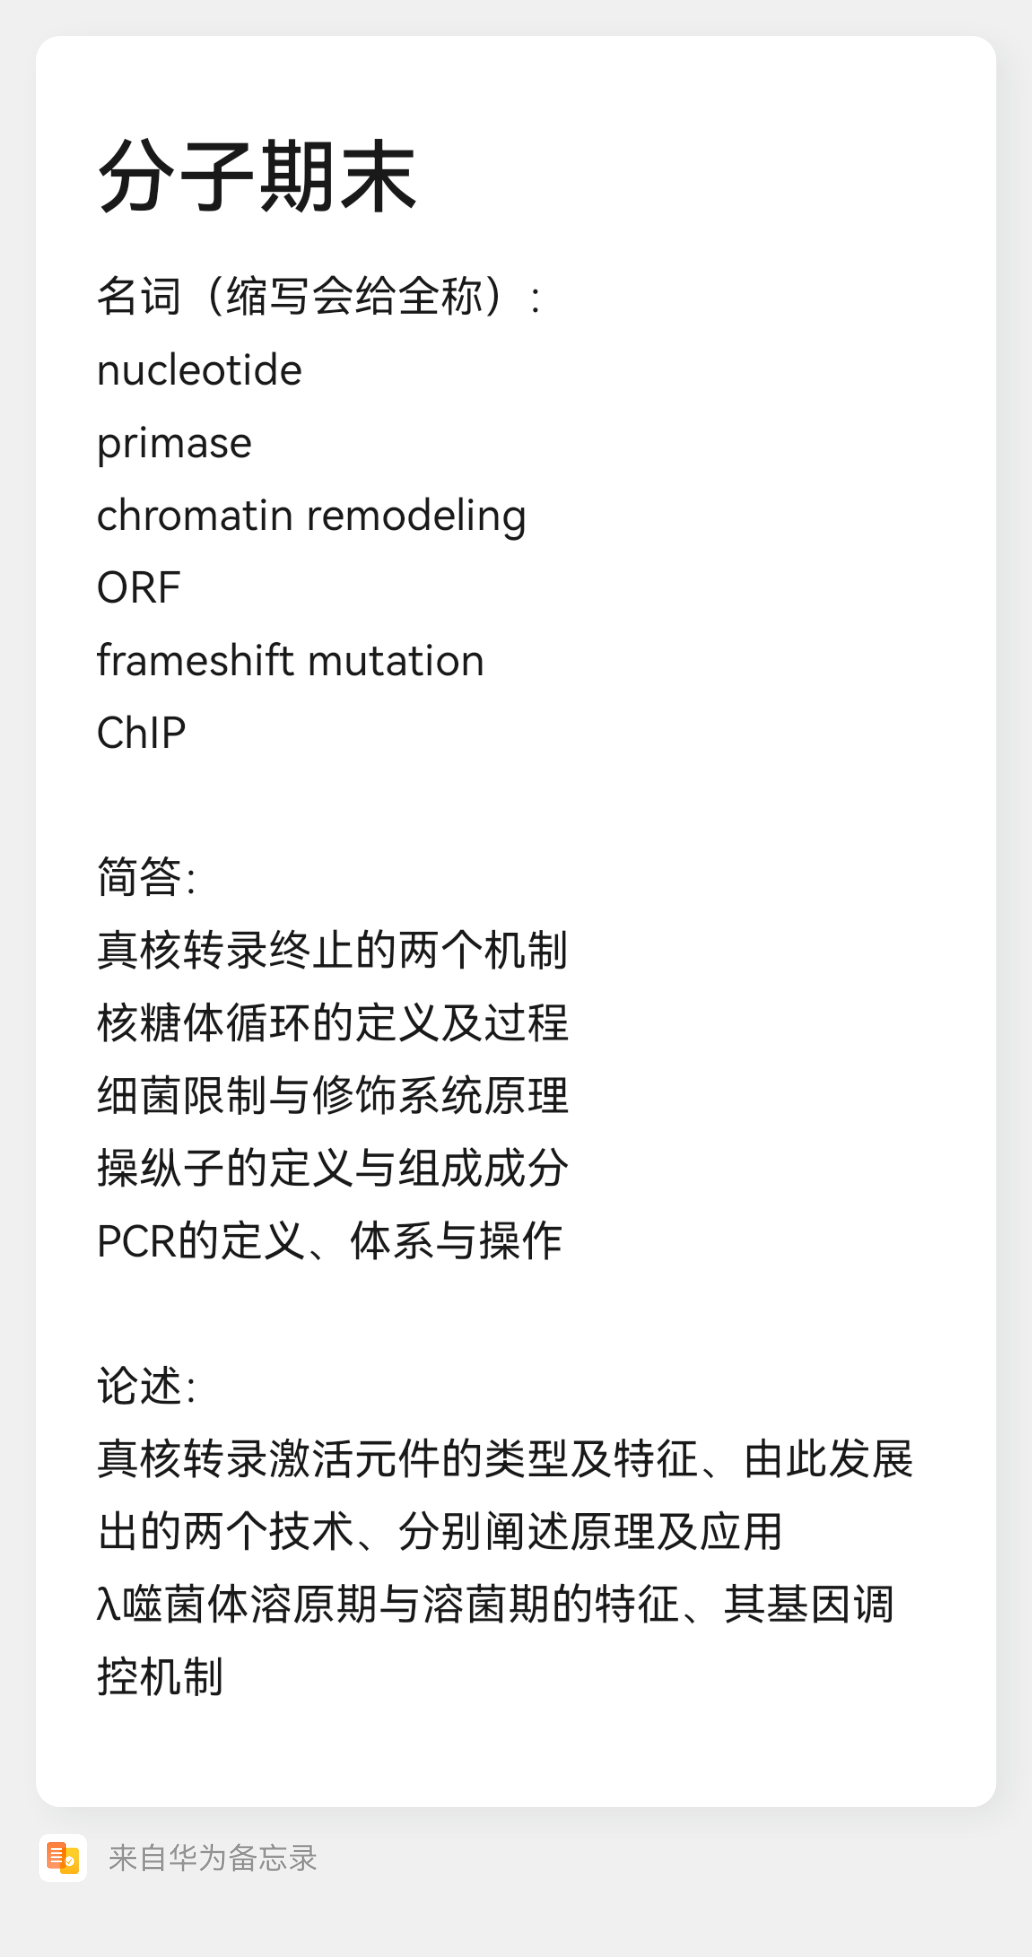 分子期末
名词（缩写会给全称）:
nucleotide
primase
chromatin remodeling
ORF
frameshift mutation
ChIP
简答:
真核转录终止的两个机制
核糖体循环的定义及过程
细菌限制与修饰系统原理
操纵子的定义与组成成分
PCR的定义、体系与操作
论述:
真核转录激活元件的类型及特征、由此发展
出的两个技术、分别阐述原理及应用
λ噬菌体溶原期与溶菌期的特征、其基因调
控机制
来自华为备忘录